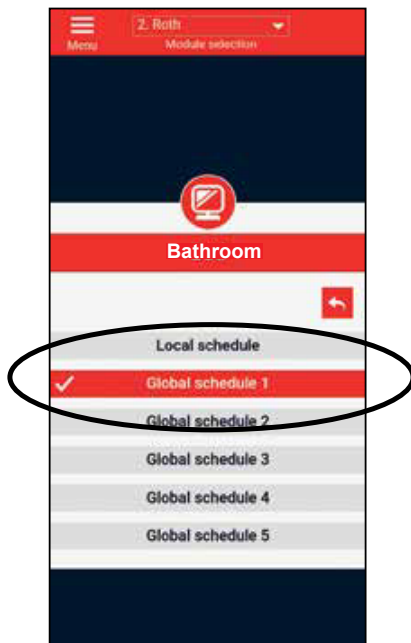 2. Roth
Menu
Module selection
Bathroom
Local schedule
Global schedule 1
Global schedule 2
Global schedule 3
Global schedule 4
Global schedule 5